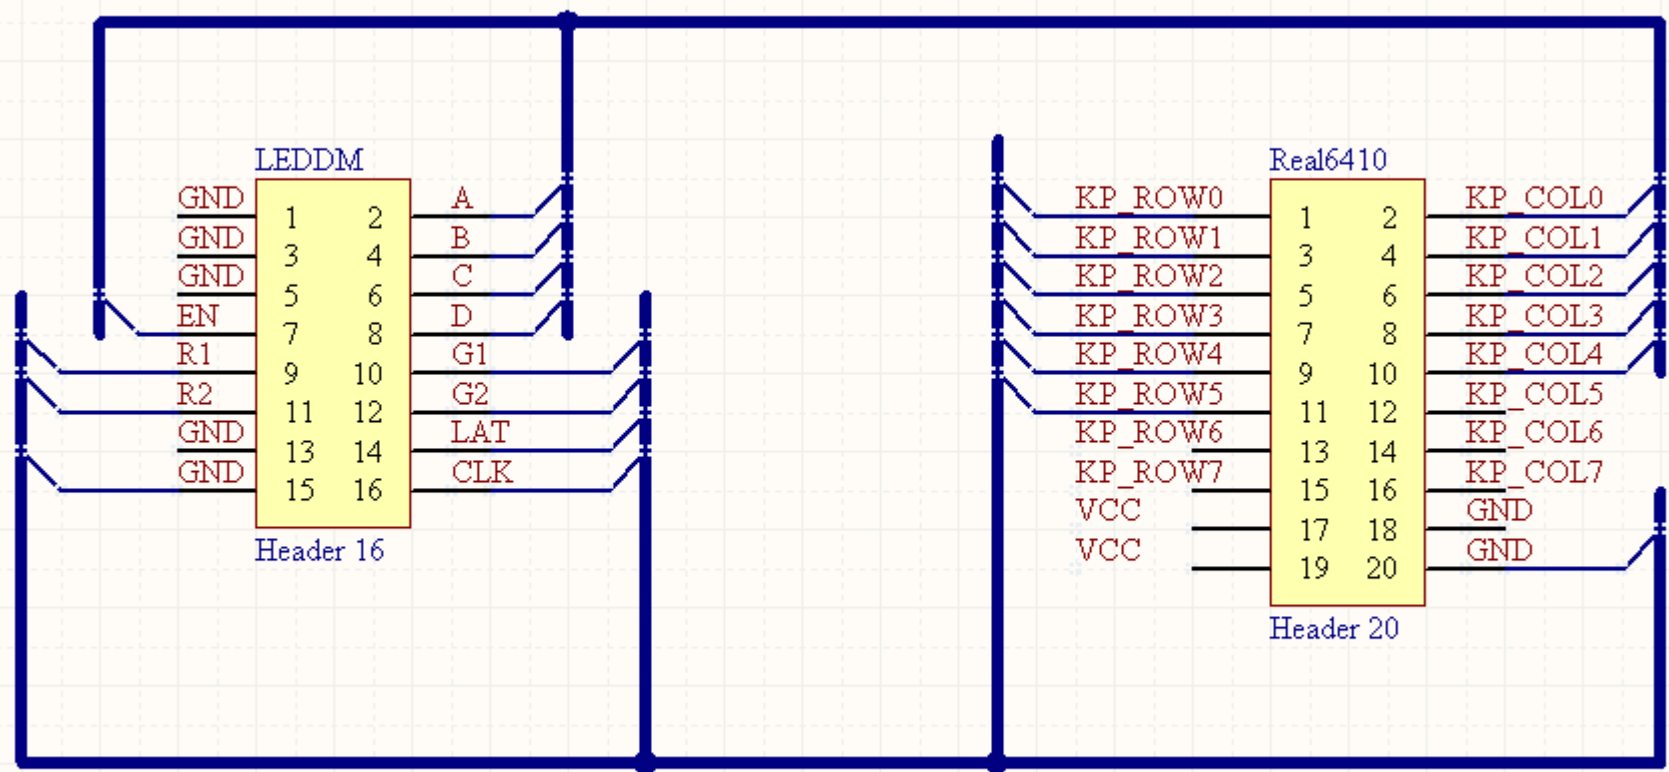 LEDDM
GND 1 2 A
GND 3 4 B
GND 5 6 C
EN 7 8 D
R1 9 10 G1
R2 11 12 G2
GND 13 14 LAT
GND 15 16 CLK
Header 16
Real6410
KP_ROW0 1 2 KP_COL0
KP_ROW1 3 4 KP_COL1
KP_ROW2 5 6 KP_COL2
KP_ROW3 7 8 KP_COL3
KP_ROW4 9 10 KP_COL4
KP_ROW5 11 12 KP_COL5
KP_ROW6 13 14 KP_COL6
KP_ROW7 15 16 KP_COL7
VCC 17 18 GND
VCC 19 20 GND
Header 20